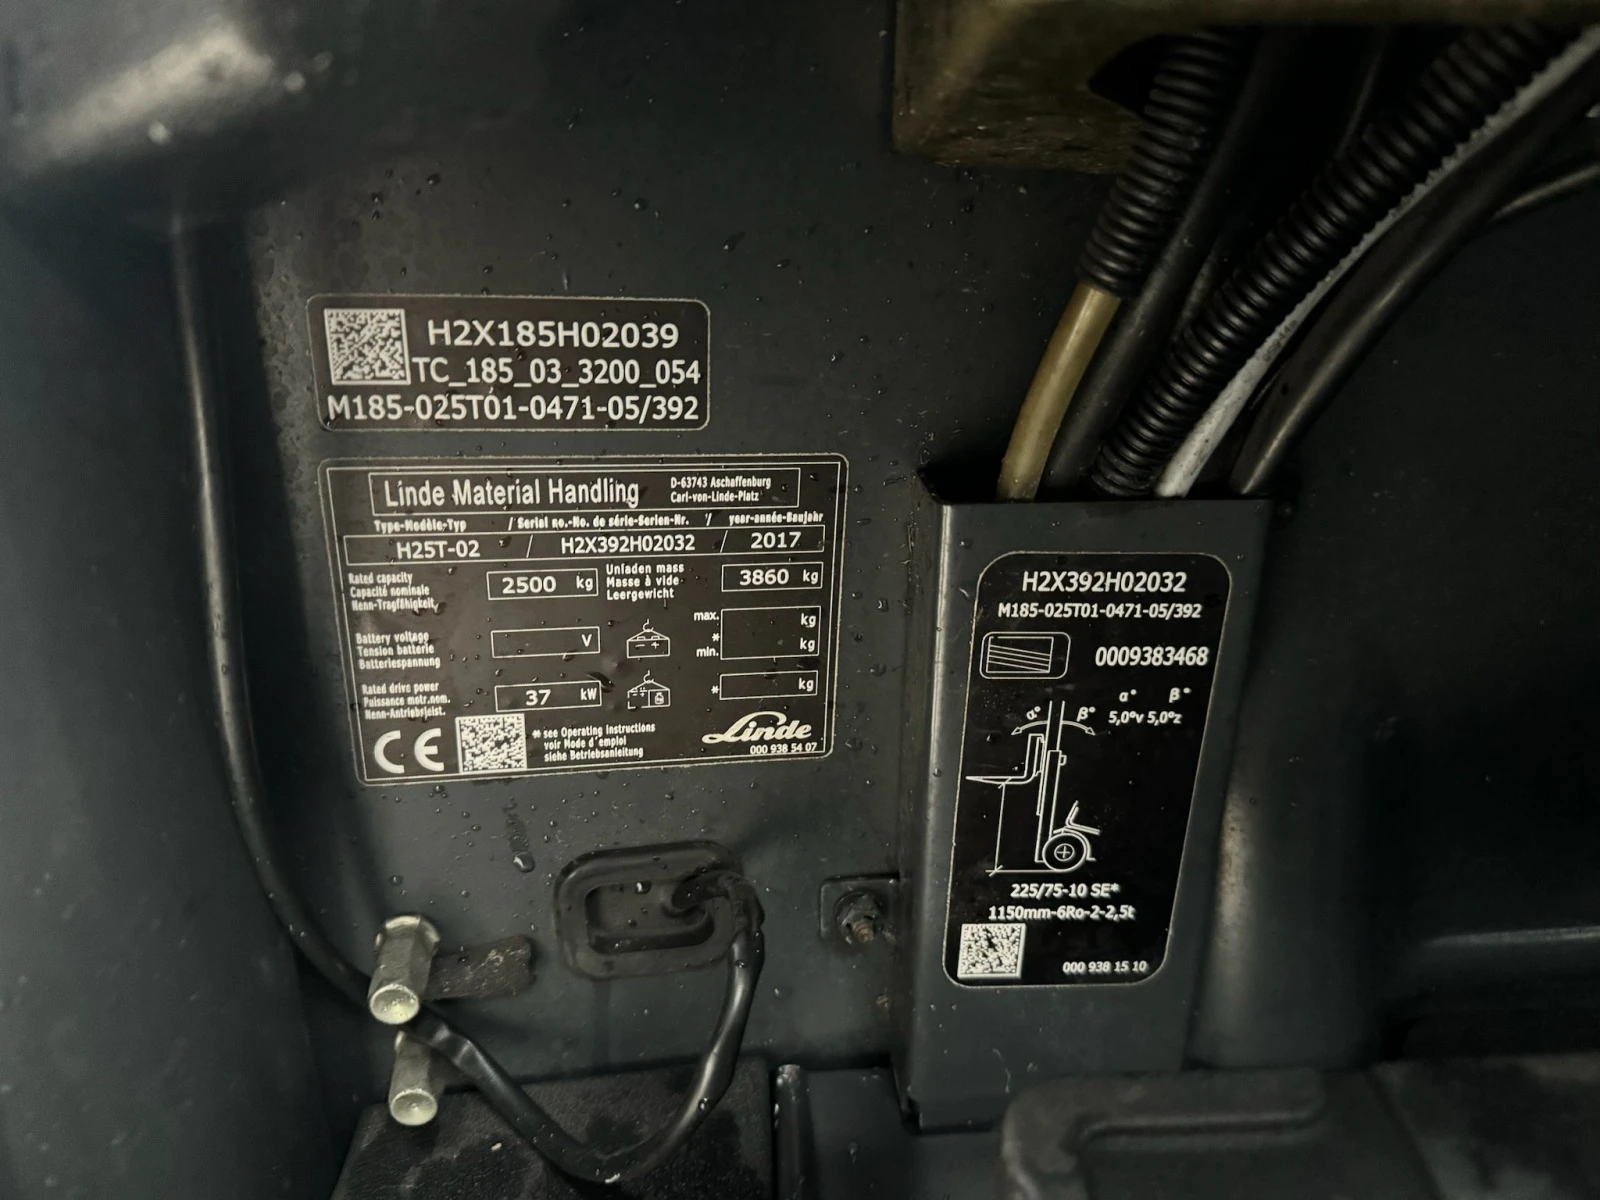 H2X185H02039
TC_185_03_3200_054
M185-025T01-0471-05/392
Linde Material Handling
D-63743 Aschaffenburg
Carl-von-Linde-Platz
Type-Modèle-Typ / Serial no.-No. de série-Serien-Nr. / year-année-Baujahr
H25T-02 / H2X392H02032 / 2017
Rated capacity
Capacité nominale
Nenn-Tragfähigkeit
2500 kg
Unladen mass
Masse à vide
Leergewicht
3860 kg
Battery voltage
Tension batterie
Batteriespannung
V
max. kg
*
min. kg
Rated drive power
Puissance motr.nom.
Nenn-Antriebsleist.
37 kW
* kg
CE
* see Operating Instructions
voir Mode d'emploi
siehe Betriebsanleitung
Linde
000 938 54 07
H2X392H02032
M185-025T01-0471-05/392
0009383468
α° β°
α° β° 5,0°v 5,0°z
225/75-10 SE*
1150mm-6Ro-2-2,5t
000 938 15 10